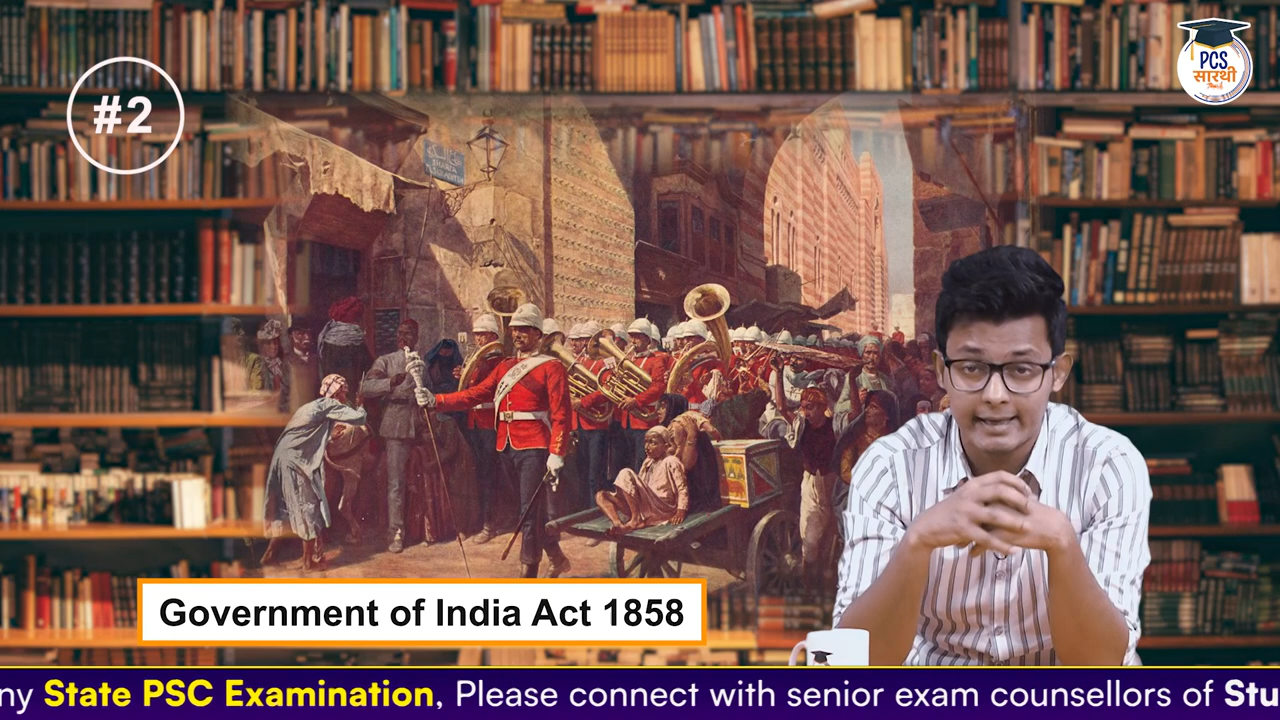 #2
PCS
सारथी
Government of India Act 1858
ny State PSC Examination, Please connect with senior exam counsellors of Stu